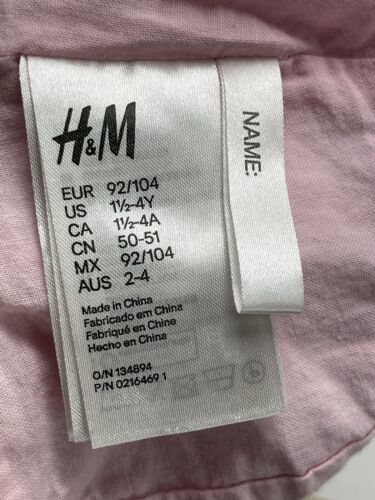 H&M
EUR 92/104
US 1½-4Y
CA 1½-4A
CN 50-51
MX 92/104
AUS 2-4
Made in China
Fabricado em China
Fabriqué en Chine
Hecho en China
O/N 134894
P/N 0216469 1
NAME: